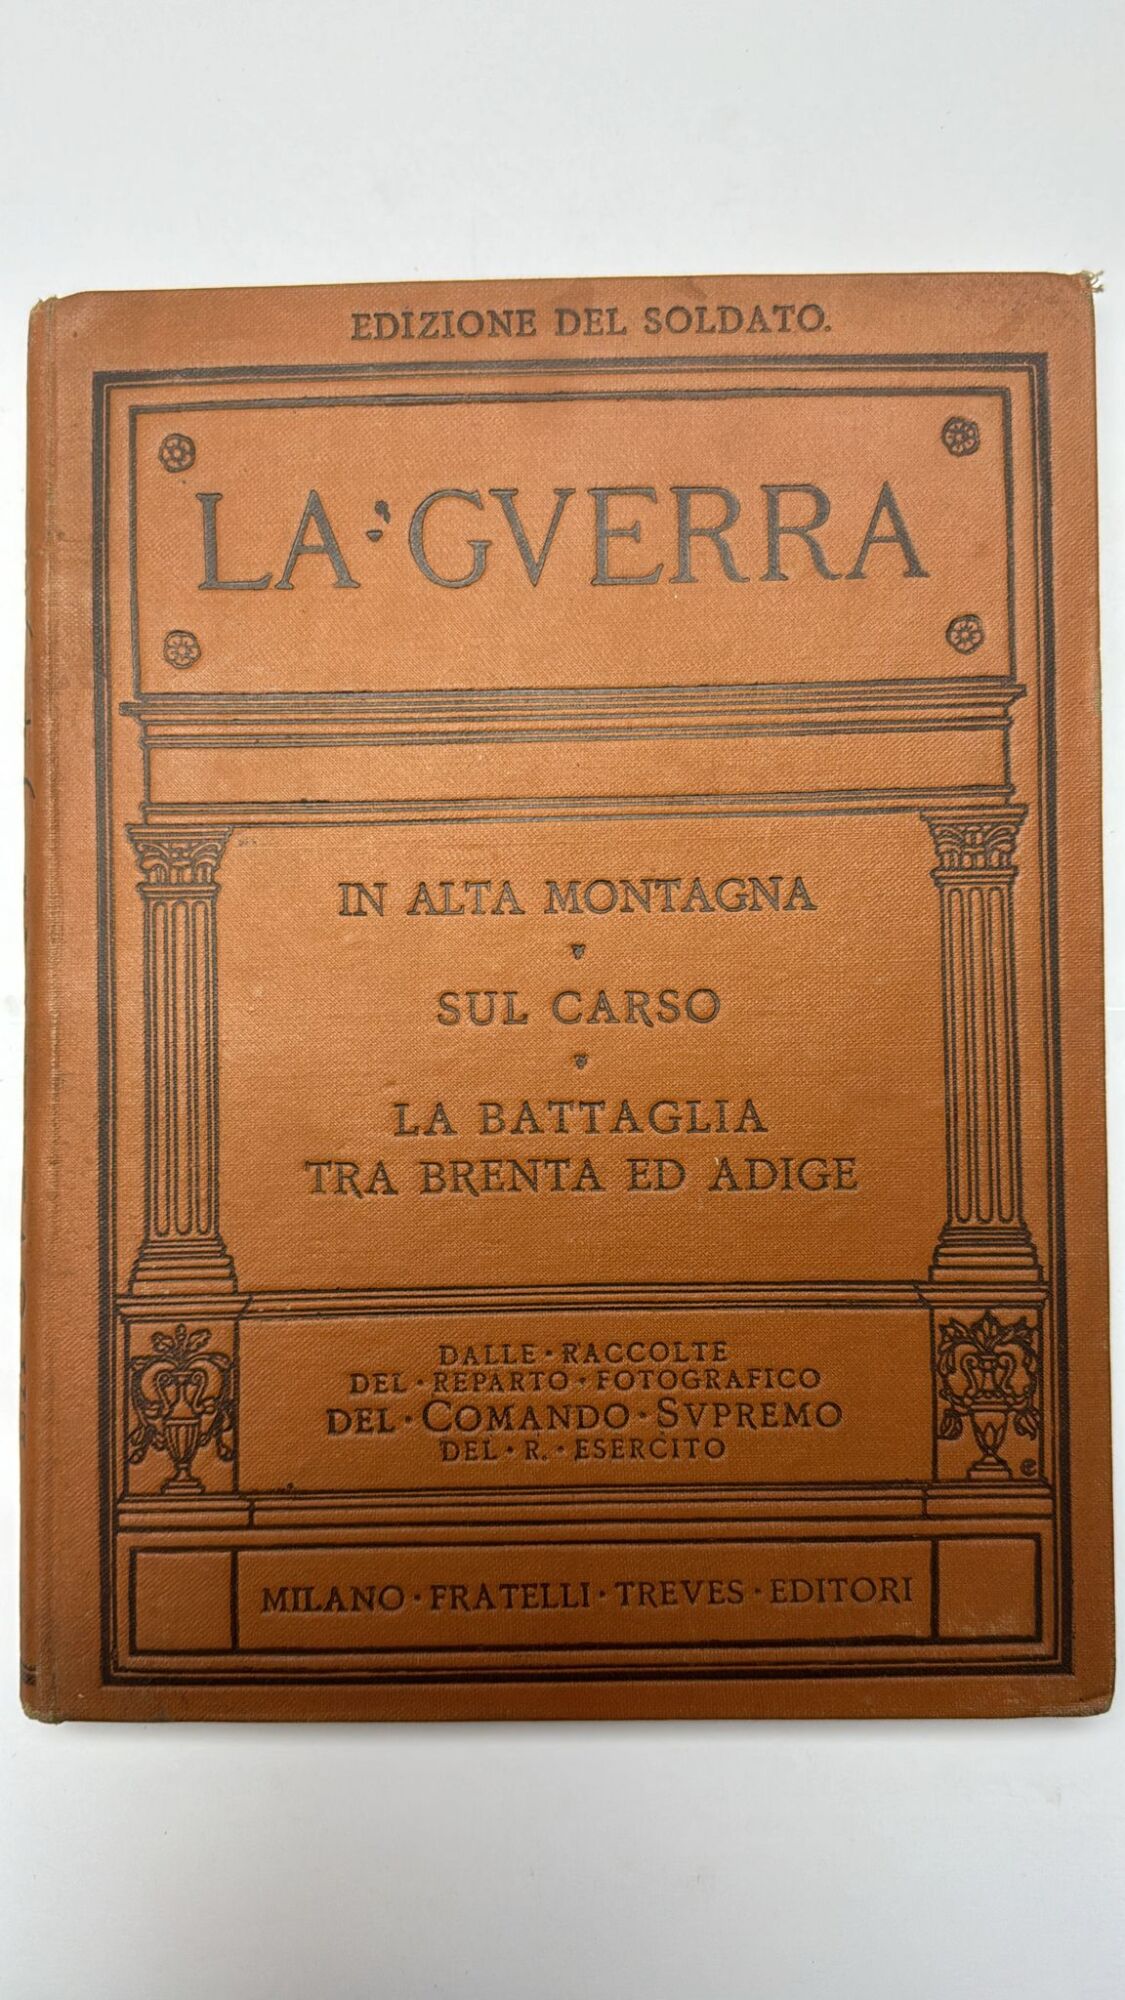 EDIZIONE DEL SOLDATO.
LA·GVERRA
IN ALTA MONTAGNA
SUL CARSO
LA BATTAGLIA
TRA BRENTA ED ADIGE
DALLE·RACCOLTE
DEL·REPARTO·FOTOGRAFICO
DEL·COMANDO·SVPREMO
DEL·R.·ESERCITO
MILANO·FRATELLI·TREVES·EDITORI